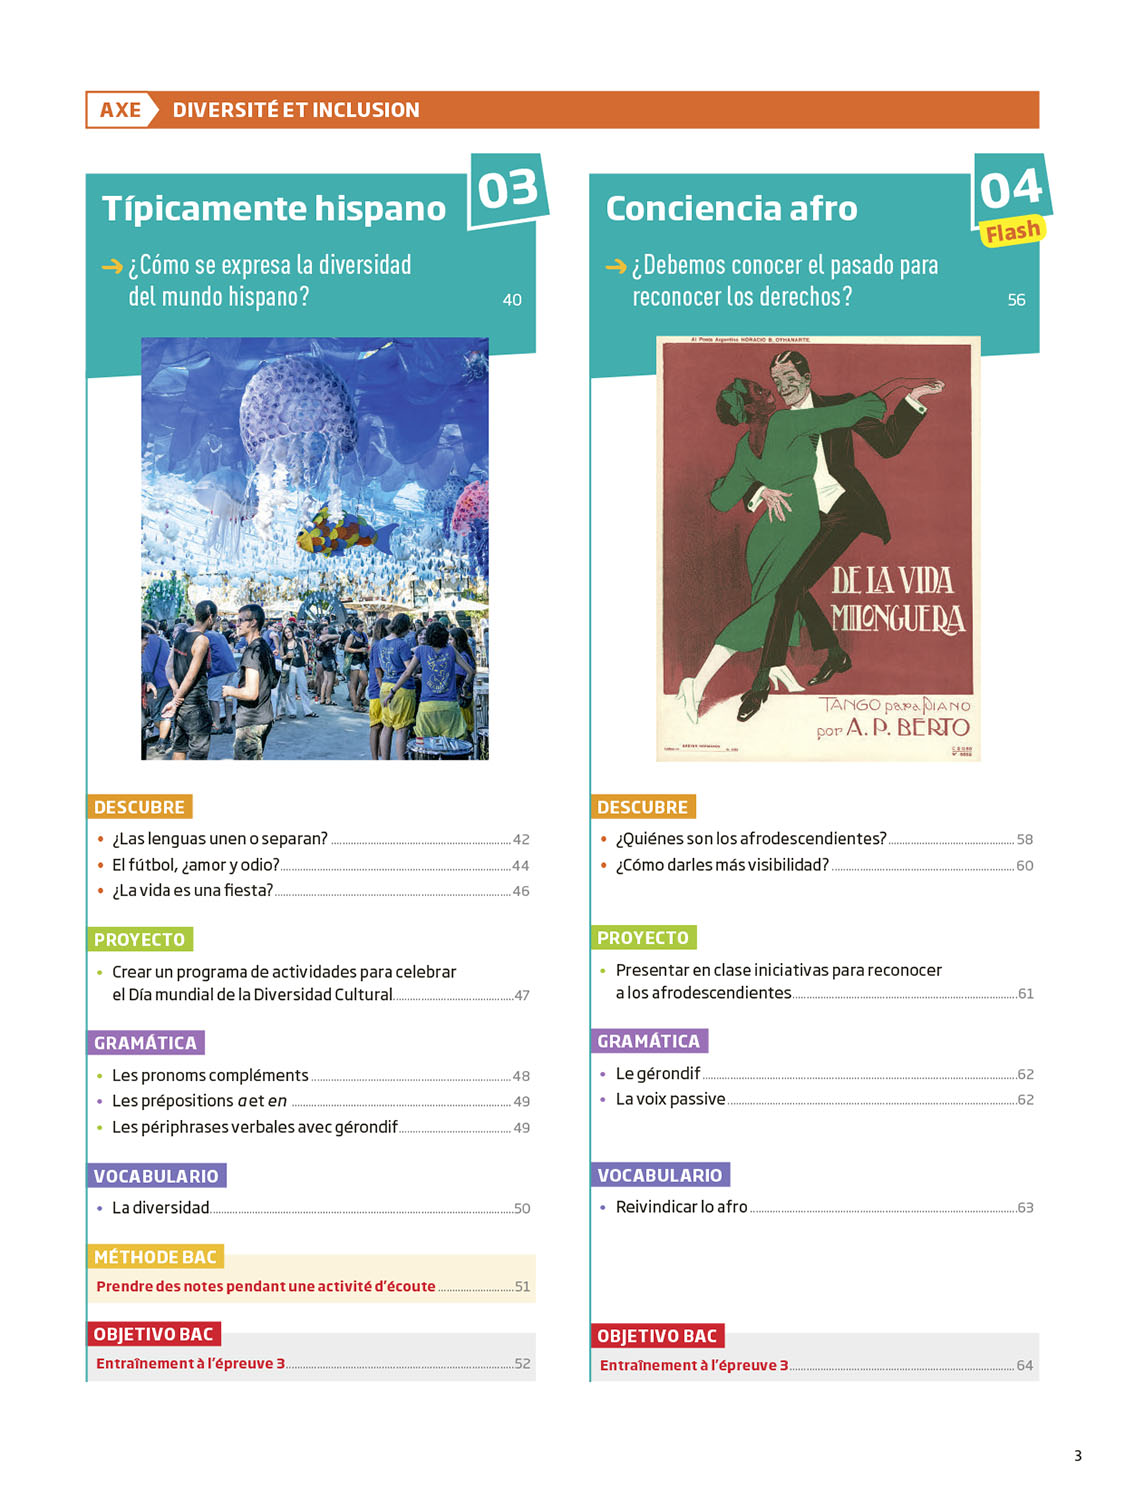 AXE DIVERSITÉ ET INCLUSION
03
Típicamente hispano
¿Cómo se expresa la diversidad
del mundo hispano? 40
DESCUBRE
• ¿Las lenguas unen o separan? 42
• El fútbol, ¿amor y odio? 44
• ¿La vida es una fiesta? 46
PROYECTO
• Crear un programa de actividades para celebrar
el Día mundial de la Diversidad Cultural 47
GRAMÁTICA
• Les pronoms compléments 48
• Les prépositions a et en 49
• Les périphrases verbales avec gérondif 49
VOCABULARIO
• La diversidad 50
MÉTHODE BAC
Prendre des notes pendant une activité d'écoute 51
OBJETIVO BAC
Entraînement à l'épreuve 3 52
04
Flash
Conciencia afro
¿Debemos conocer el pasado para
reconocer los derechos? 56
Al Poeta Argentino HORACIO B. OYHANARTE
DE LA VIDA
MILONGUERA
TANGO para PIANO
por A. P. BERTO
DESCUBRE
• ¿Quiénes son los afrodescendientes? 58
• ¿Cómo darles más visibilidad? 60
PROYECTO
• Presentar en clase iniciativas para reconocer
a los afrodescendientes 61
GRAMÁTICA
• Le gérondif 62
• La voix passive 62
VOCABULARIO
• Reivindicar lo afro 63
OBJETIVO BAC
Entraînement à l'épreuve 3 64
3